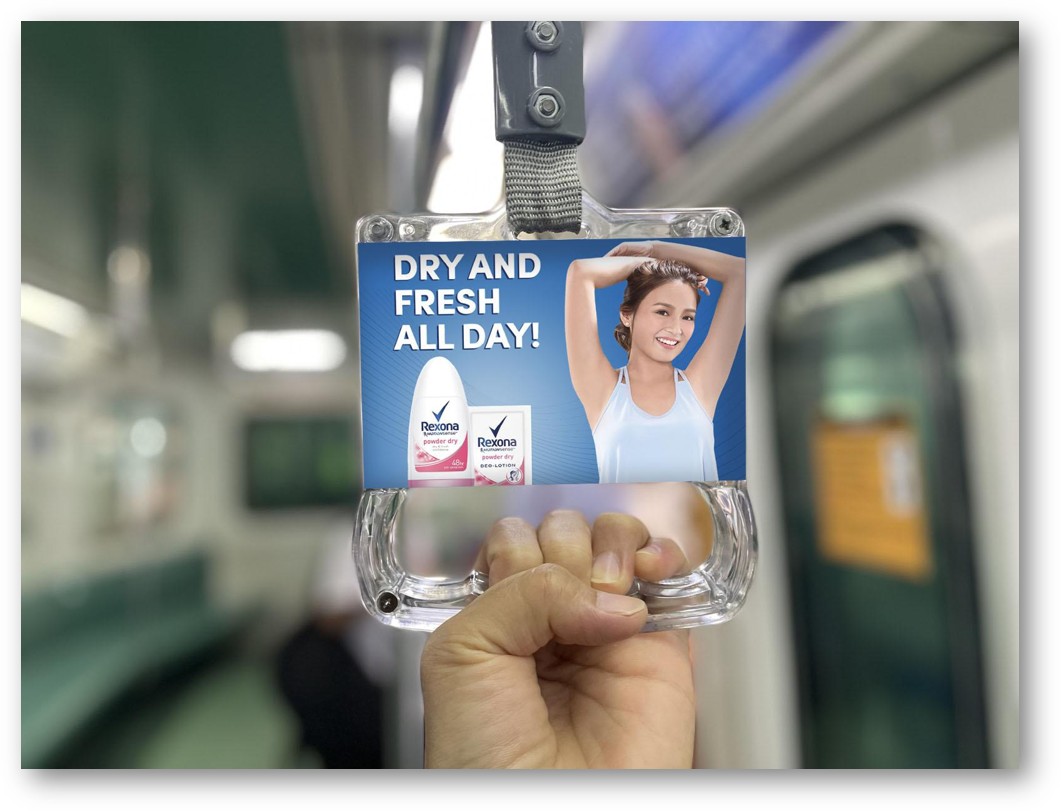 DRY AND
FRESH
ALL DAY!
Rexona
powder dry
48h
Rexona
powder dry
DEO-LOTION